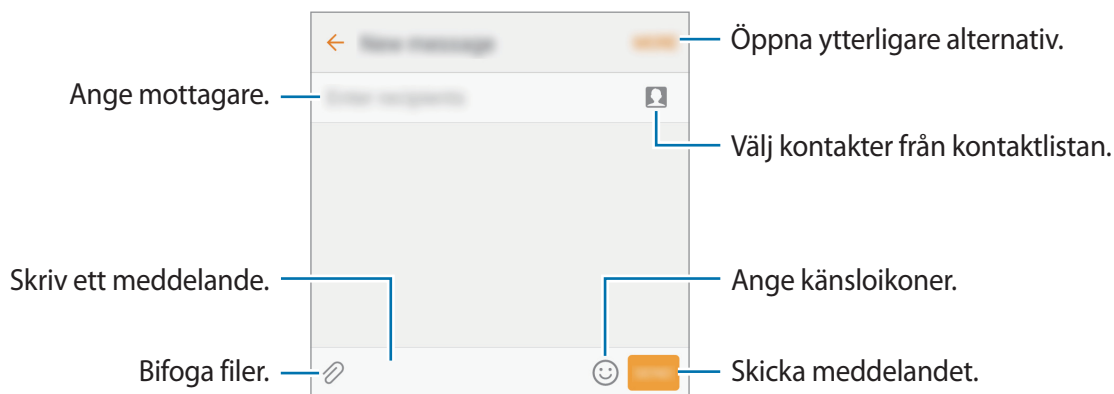 Öppna ytterligare alternativ.
Ange mottagare.
Välj kontakter från kontaktlistan.
Skriv ett meddelande.
Ange känsloikoner.
Bifoga filer.
Skicka meddelandet.